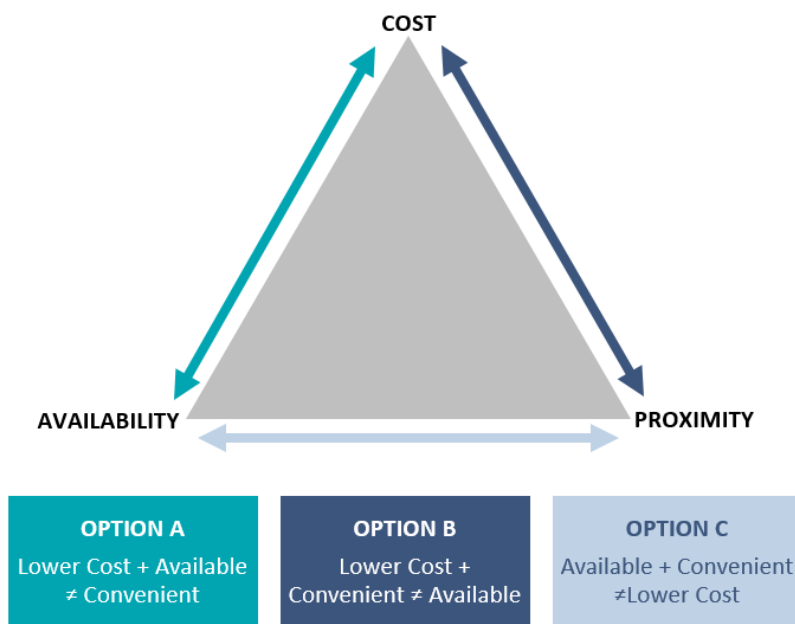 COST
AVAILABILITY
PROXIMITY
OPTION A
Lower Cost + Available
≠ Convenient
OPTION B
Lower Cost +
Convenient ≠ Available
OPTION C
Available + Convenient
≠Lower Cost